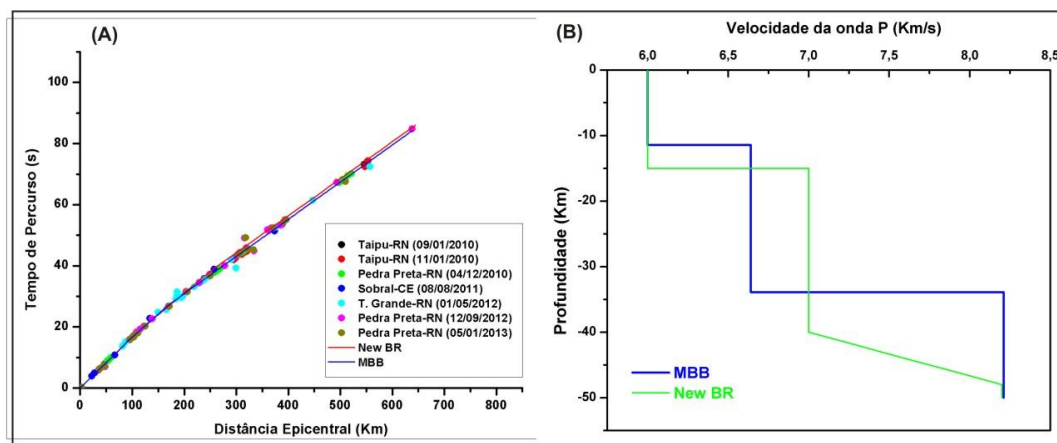 (A)
Tempo de Percurso (s)
100
80
60
40
20
0
0 100 200 300 400 500 600 700 800
Distância Epicentral (Km)
Taipu-RN (09/01/2010)
Taipu-RN (11/01/2010)
Pedra Preta-RN (04/12/2010)
Sobral-CE (08/08/2011)
T. Grande-RN (01/05/2012)
Pedra Preta-RN (12/09/2012)
Pedra Preta-RN (05/01/2013)
New BR
MBB
(B)
Velocidade da onda P (Km/s)
6,0 6,5 7,0 7,5 8,0 8,5
Profundidade (Km)
0
-10
-20
-30
-40
-50
MBB
New BR